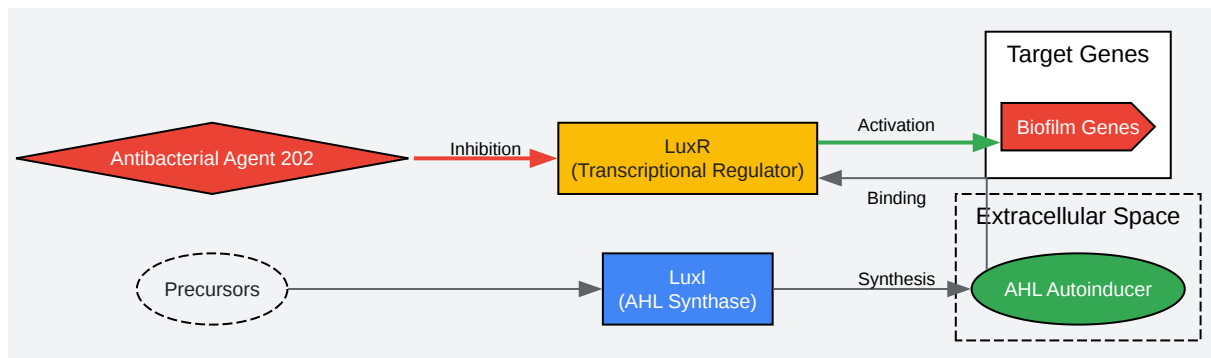 Target Genes
Antibacterial Agent 202
Inhibition
LuxR
(Transcriptional Regulator)
Activation
Biofilm Genes
Binding
Extracellular Space
Precursors
LuxI
(AHL Synthase)
Synthesis
AHL Autoinducer